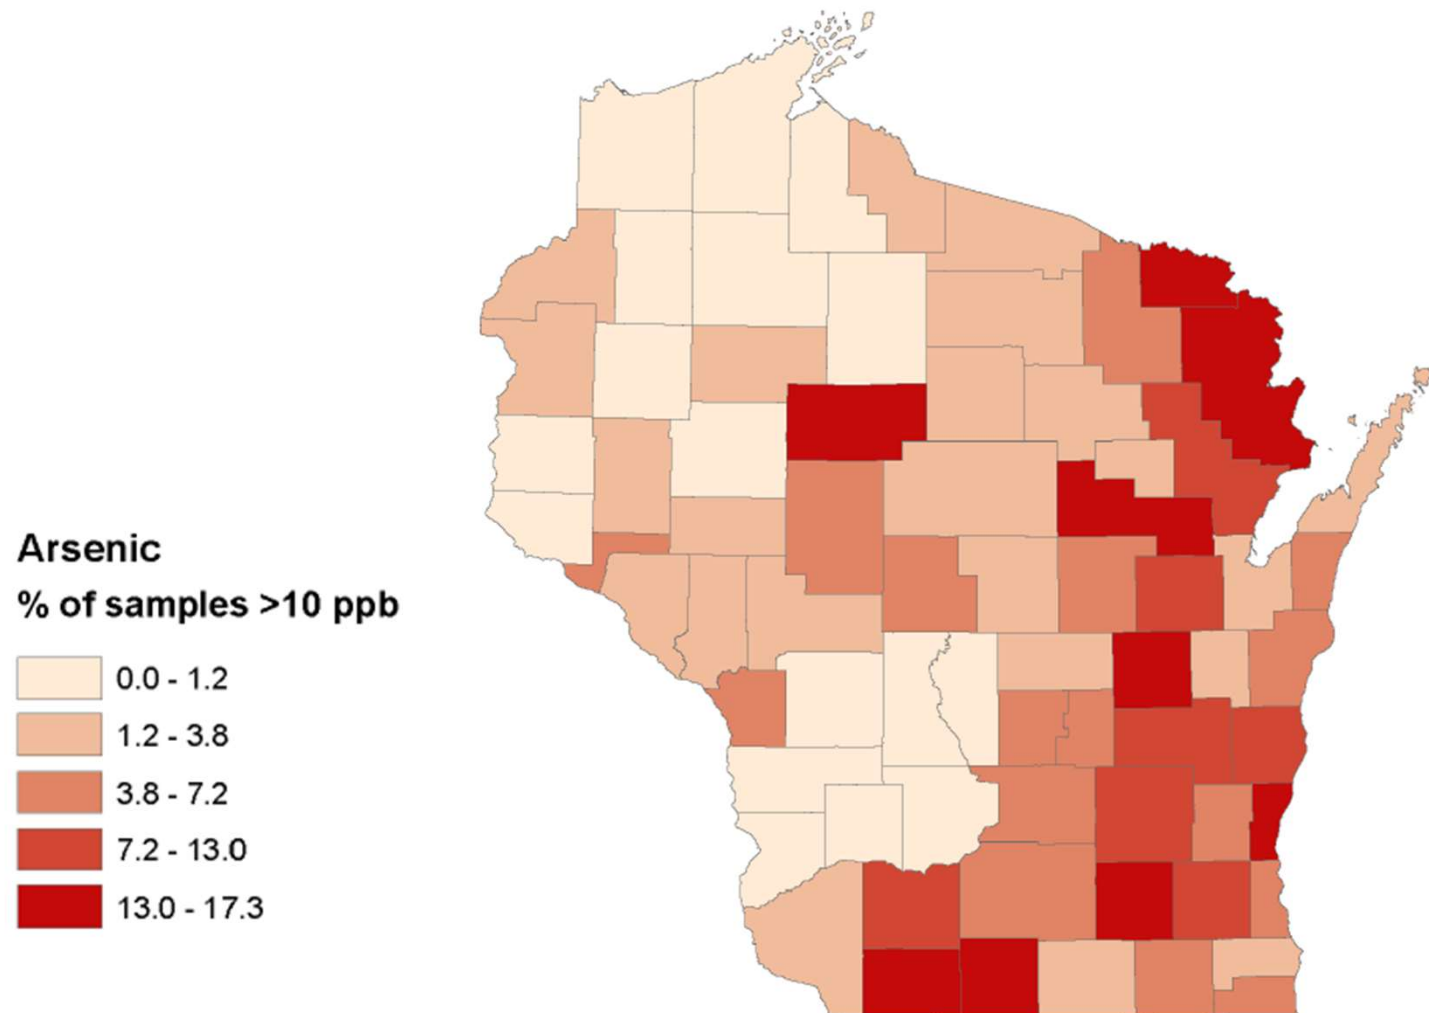 Arsenic
% of samples >10 ppb
0.0 - 1.2
1.2 - 3.8
3.8 - 7.2
7.2 - 13.0
13.0 - 17.3